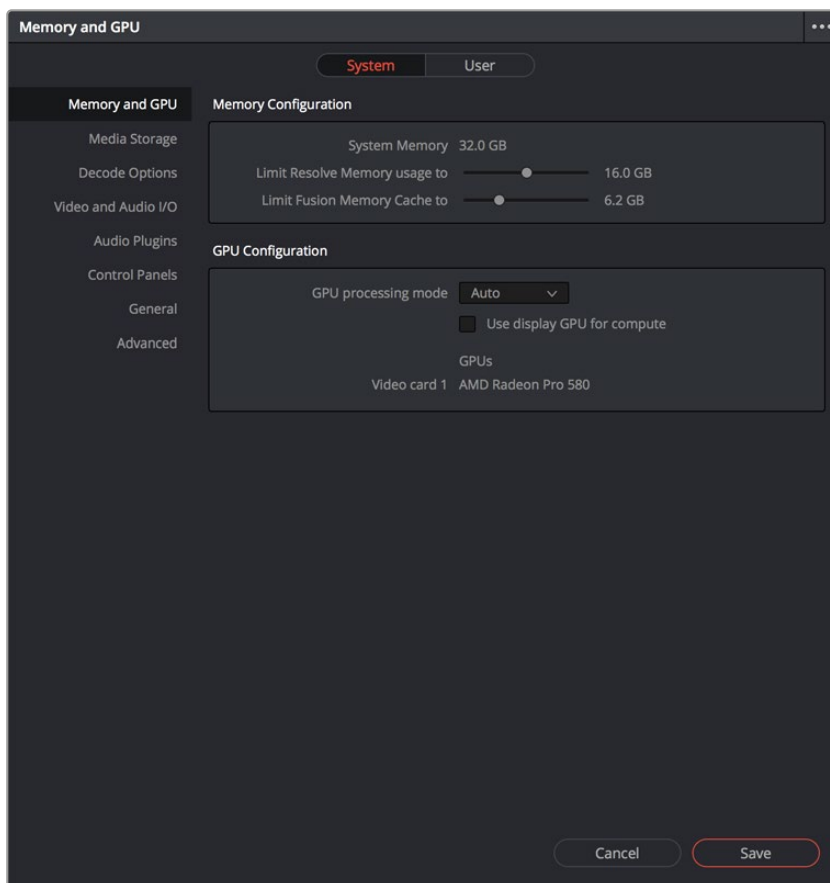 Memory and GPU
System User
Memory and GPU
Media Storage
Decode Options
Video and Audio I/O
Audio Plugins
Control Panels
General
Advanced
Memory Configuration
System Memory 32.0 GB
Limit Resolve Memory usage to 16.0 GB
Limit Fusion Memory Cache to 6.2 GB
GPU Configuration
GPU processing mode Auto
Use display GPU for compute
GPUs
Video card 1 AMD Radeon Pro 580
Cancel Save